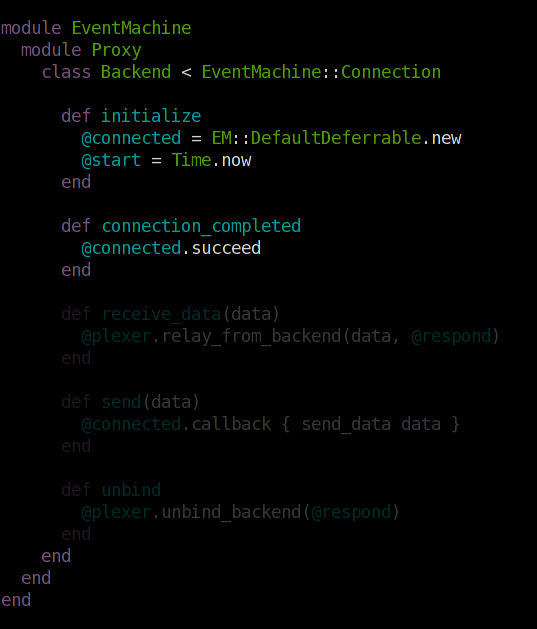 module EventMachine
  module Proxy
    class Backend < EventMachine::Connection

      def initialize
        @connected = EM::DefaultDeferrable.new
        @start = Time.now
      end

      def connection_completed
        @connected.succeed
      end

      def receive_data(data)
        @plexer.relay_from_backend(data, @respond)
      end

      def send(data)
        @connected.callback { send_data data }
      end

      def unbind
        @plexer.unbind_backend(@respond)
      end
    end
  end
end